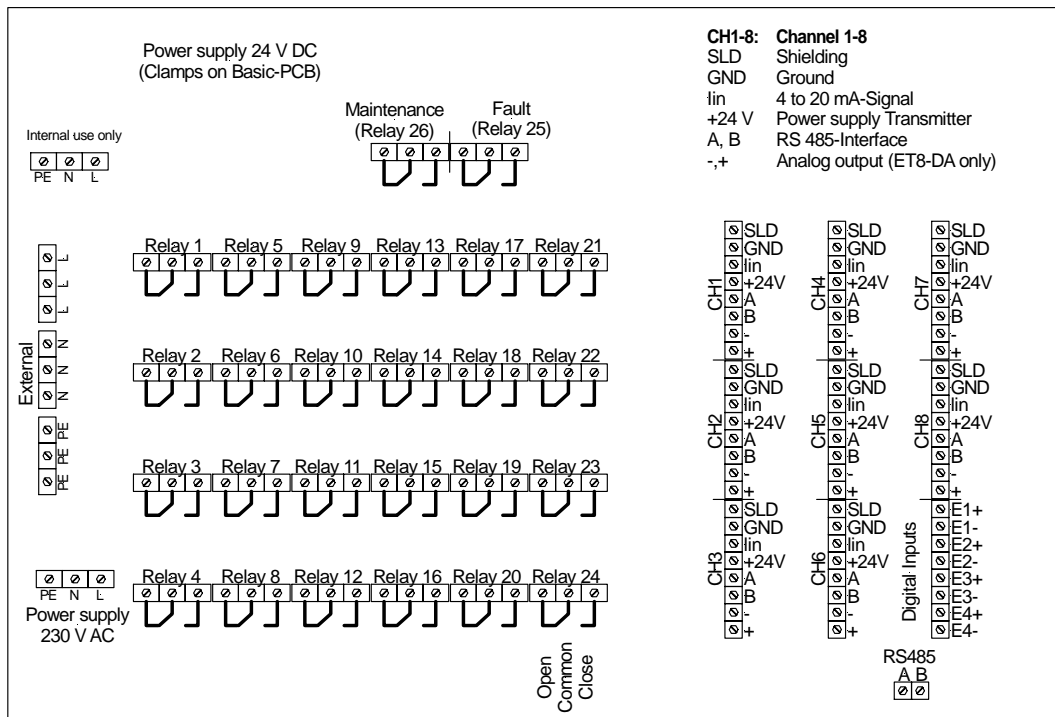 Power supply 24 V DC
(Clamps on Basic-PCB)
CH1-8: Channel 1-8
SLD Shielding
GND Ground
Iin 4 to 20 mA-Signal
+24 V Power supply Transmitter
A, B RS 485-Interface
-,+ Analog output (ET8-DA only)
Maintenance
(Relay 26)
Fault
(Relay 25)
Internal use only
PE N L
External
L
L
L
N
N
N
PE
PE
PE
Relay 1 Relay 5 Relay 9 Relay 13 Relay 17 Relay 21
Relay 2 Relay 6 Relay 10 Relay 14 Relay 18 Relay 22
Relay 3 Relay 7 Relay 11 Relay 15 Relay 19 Relay 23
Relay 4 Relay 8 Relay 12 Relay 16 Relay 20 Relay 24
PE N L
Power supply
230 V AC
Open
Common
Close
CH1
SLD
GND
Iin
+24V
A
B
-
+
CH2
SLD
GND
Iin
+24V
A
B
-
+
CH3
SLD
GND
Iin
+24V
A
B
-
+
CH4
SLD
GND
Iin
+24V
A
B
-
+
CH5
SLD
GND
Iin
+24V
A
B
-
+
CH6
SLD
GND
Iin
+24V
A
B
-
+
CH7
SLD
GND
Iin
+24V
A
B
-
+
CH8
SLD
GND
Iin
+24V
A
B
-
+
Digital Inputs
E1+
E1-
E2+
E2-
E3+
E3-
E4+
E4-
RS485
A B